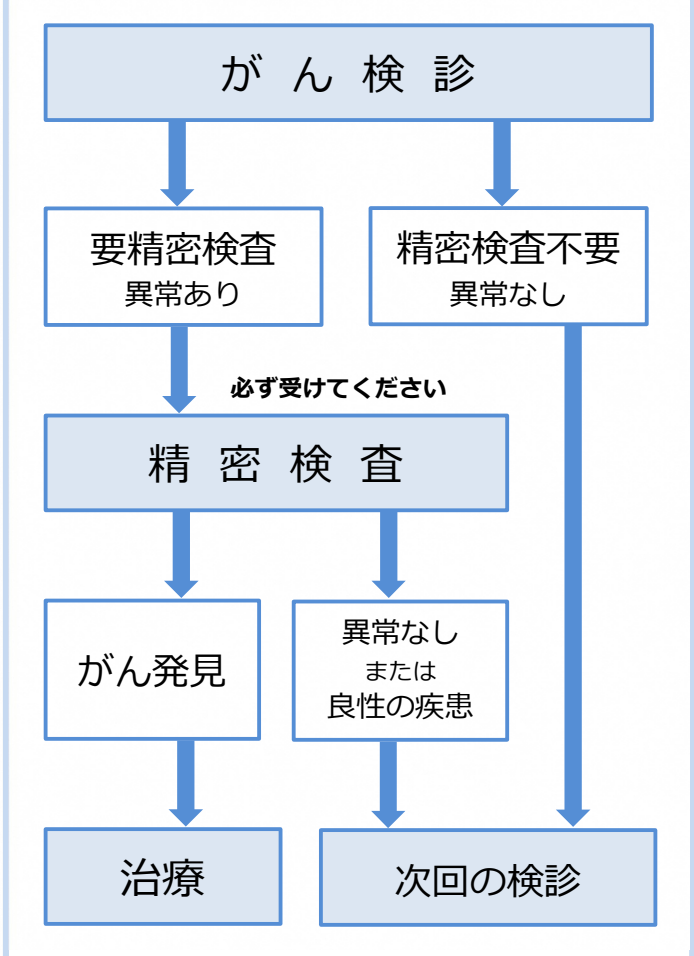 がん検診
要精密検査
異常あり
精密検査不要
異常なし
必ず受けてください
精密検査
がん発見
異常なし
または
良性の疾患
治療
次回の検診